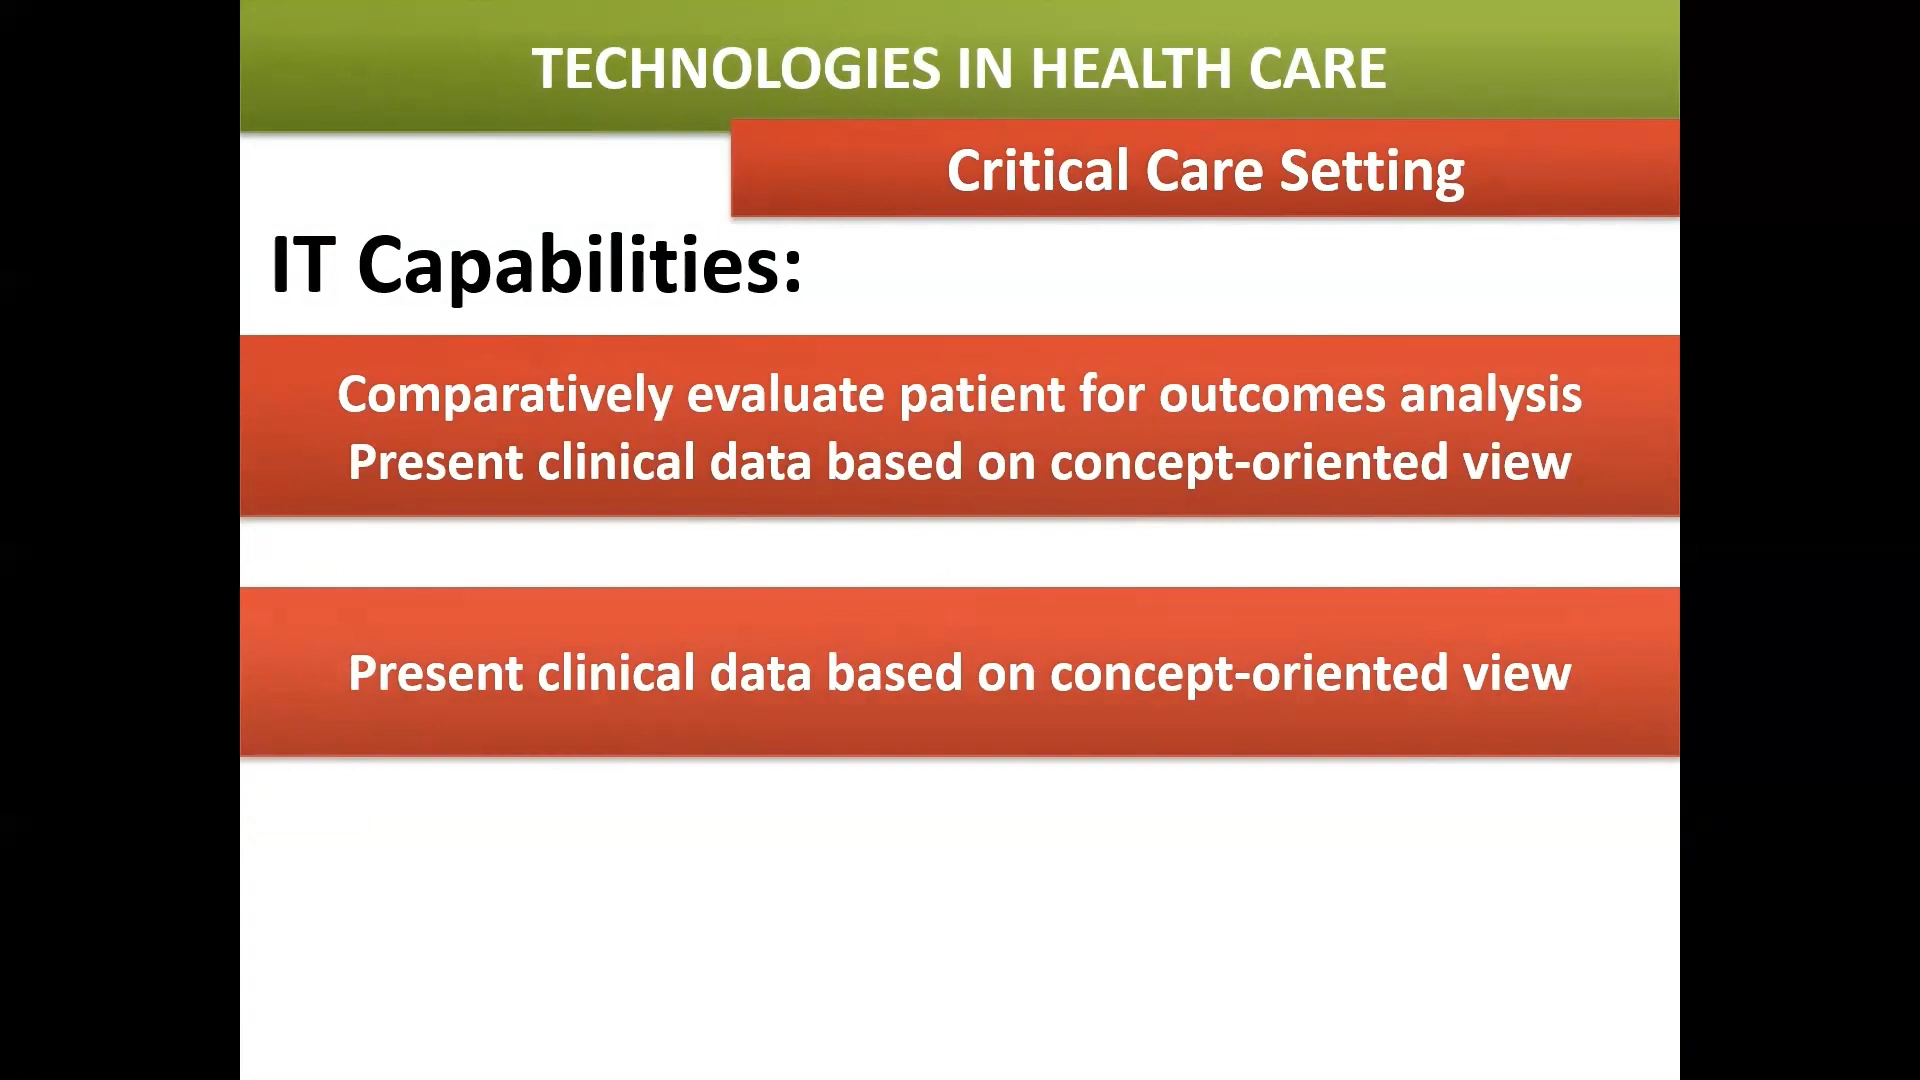 TECHNOLOGIES IN HEALTH CARE
Critical Care Setting
IT Capabilities:
Comparatively evaluate patient for outcomes analysis
Present clinical data based on concept-oriented view
Present clinical data based on concept-oriented view